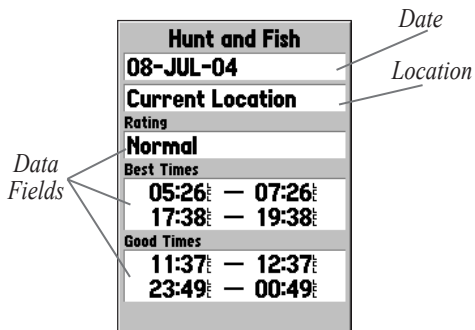 Hunt and Fish
08-JUL-04
Current Location
Rating
Normal
Best Times
05:26 — 07:26
17:38 — 19:38
Good Times
11:37 — 12:37
23:49 — 00:49
Date
Location
Data
Fields